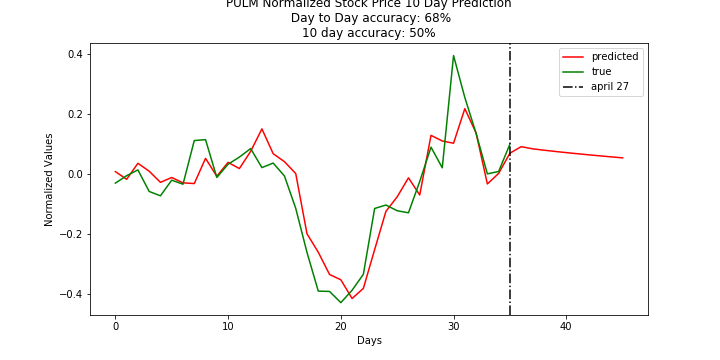 PULM Normalized Stock Price 10 Day Prediction
Day to Day accuracy: 68%
10 day accuracy: 50%
predicted
true
april 27
Normalized Values
0.4
0.2
0.0
−0.2
−0.4
0
10
20
30
40
Days